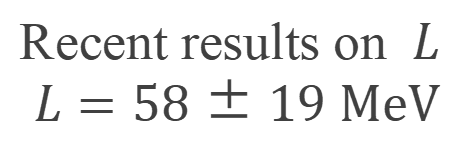 Recent results on L
L = 58 ± 19 MeV